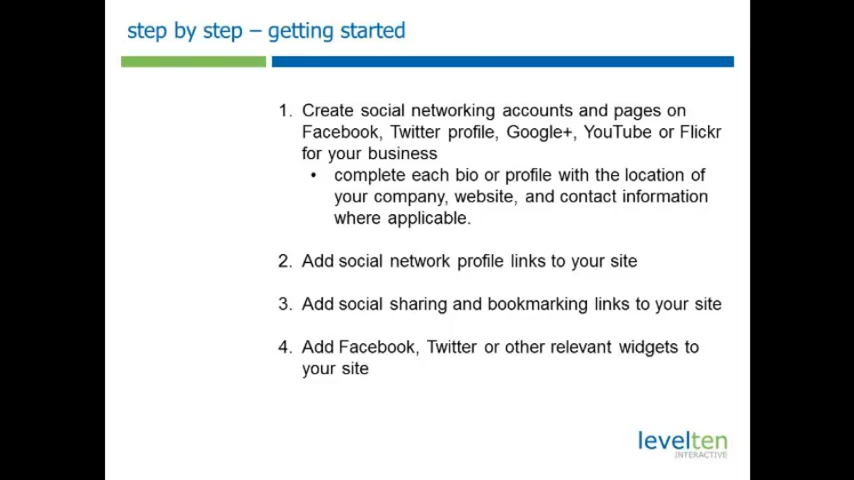 step by step – getting started
1. Create social networking accounts and pages on
Facebook, Twitter profile, Google+, YouTube or Flickr
for your business
• complete each bio or profile with the location of
your company, website, and contact information
where applicable.
2. Add social network profile links to your site
3. Add social sharing and bookmarking links to your site
4. Add Facebook, Twitter or other relevant widgets to
your site
levelten
INTERACTIVE